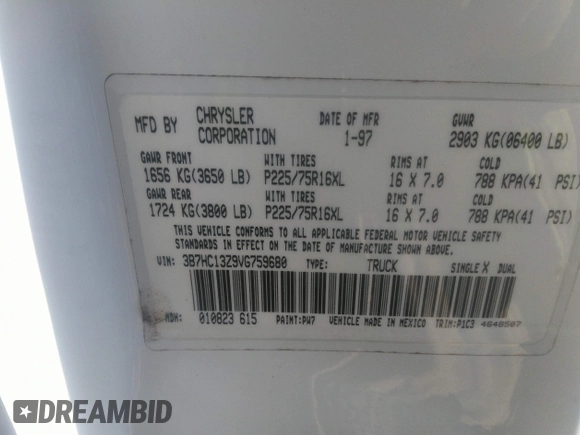 MFD BY CHRYSLER CORPORATION DATE OF MFR 1-97 GVWR 2903 KG(06400 LB)
GAWR FRONT WITH TIRES RIMS AT COLD
1656 KG(3650 LB) P225/75R16XL 16 X 7.0 788 KPA(41 PSI)
GAWR REAR WITH TIRES RIMS AT COLD
1724 KG(3800 LB) P225/75R16XL 16 X 7.0 788 KPA(41 PSI)
THIS VEHICLE CONFORMS TO ALL APPLICABLE FEDERAL MOTOR VEHICLE SAFETY
STANDARDS IN EFFECT ON THE DATE OF MANUFACTURE SHOWN ABOVE.
VIN: 3B7HC13Z9VG759680 TYPE: TRUCK SINGLE X DUAL
MDH: 010823 615 PAINT:PW7 VEHICLE MADE IN MEXICO TRIM:P1C3 4648507
DREAMBID